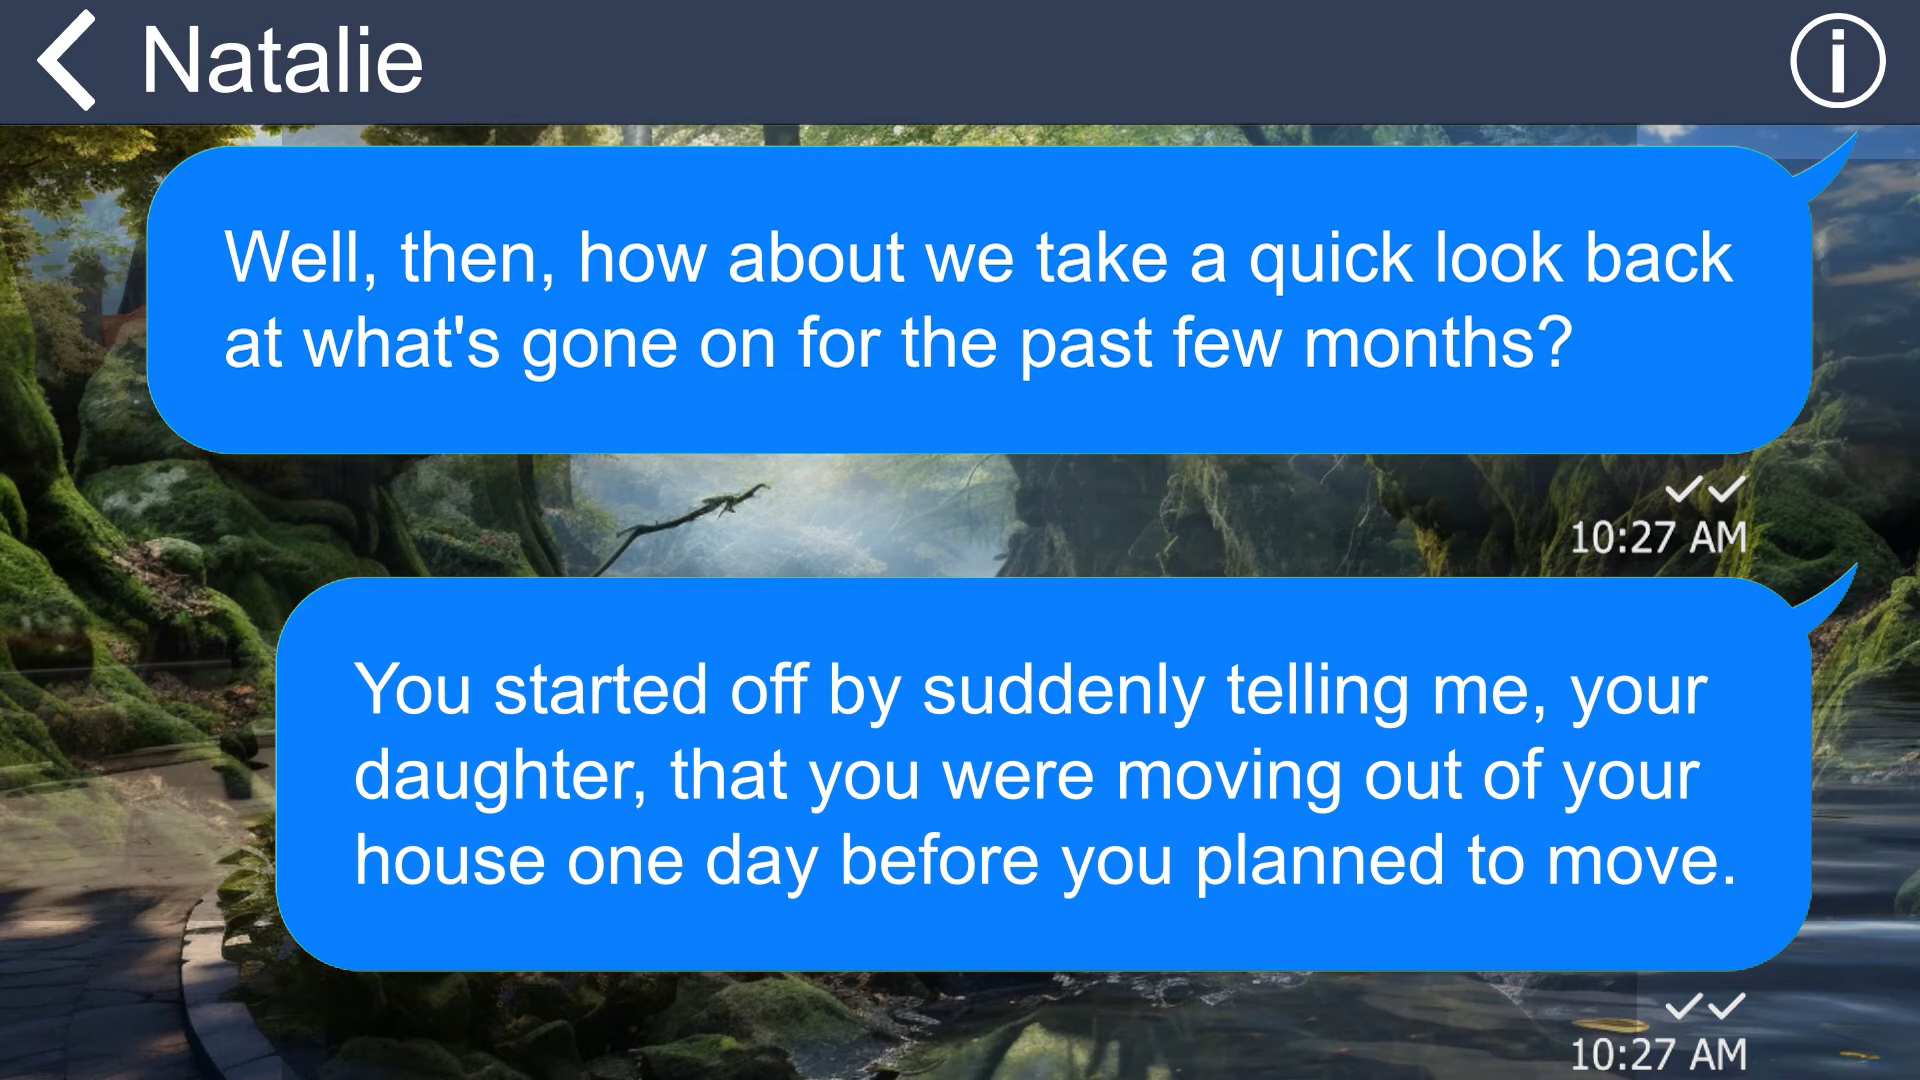 Natalie
Well, then, how about we take a quick look back
at what's gone on for the past few months?
10:27 AM
You started off by suddenly telling me, your
daughter, that you were moving out of your
house one day before you planned to move.
10:27 AM